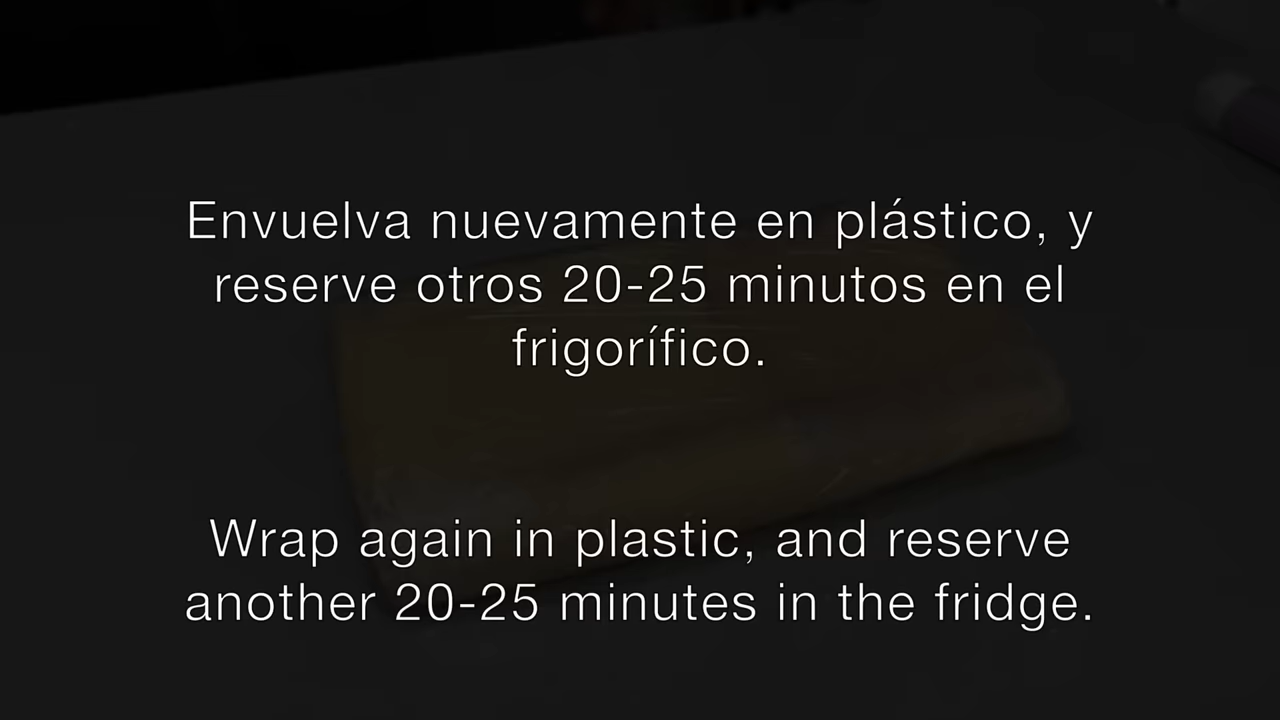 Envuelva nuevamente en plástico, y
reserve otros 20-25 minutos en el
frigorífico.
Wrap again in plastic, and reserve
another 20-25 minutes in the fridge.